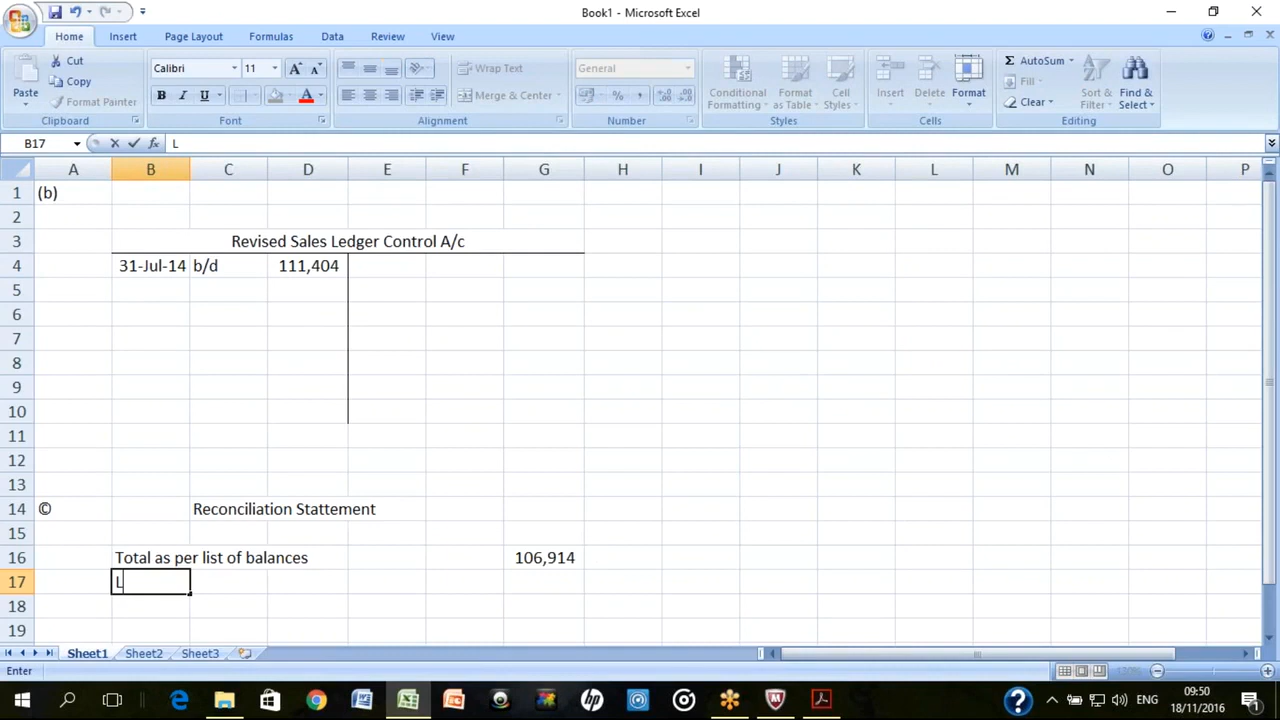 Book1 - Microsoft Excel
Home Insert Page Layout Formulas Data Review View
Paste Cut Copy Format Painter Clipboard
Calibri 11 A A B I U A Font
Wrap Text Merge & Center Alignment
General % , Number
Conditional Formatting Format as Table Cell Styles Styles
Insert Delete Format Cells
Σ AutoSum Fill Clear Sort & Filter Find & Select Editing
B17 fx L
A B C D E F G H I J K L M N O P
1 (b)
2
3 Revised Sales Ledger Control A/c
4 31-Jul-14 b/d 111,404
5
6
7
8
9
10
11
12
13
14 © Reconciliation Stattement
15
16 Total as per list of balances 106,914
17 L
18
19
Sheet1 Sheet2 Sheet3
Enter
ENG 09:50
18/11/2016